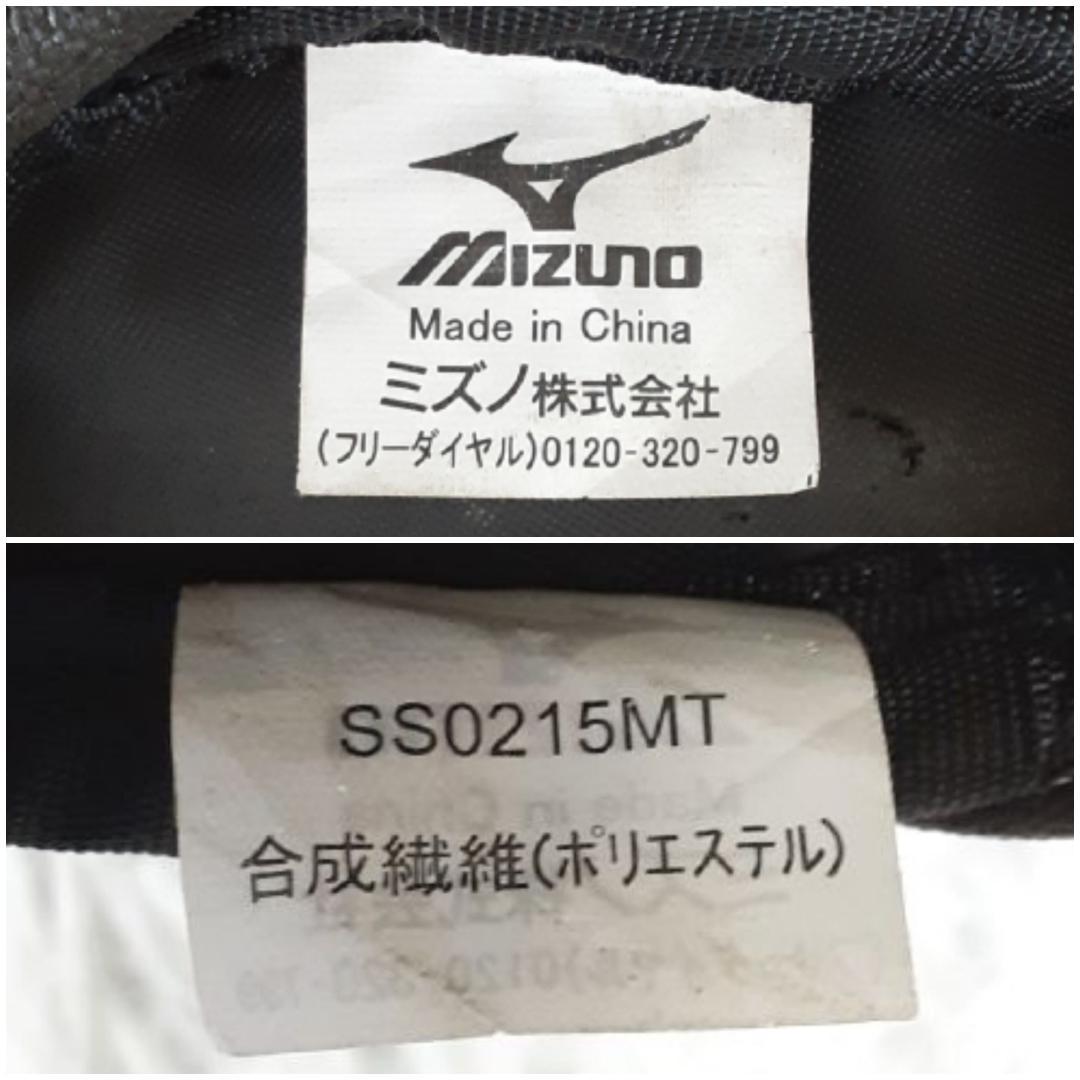 MIZUNO
Made in China
ミズノ株式会社
(フリーダイヤル)0120-320-799
SS0215MT
合成繊維(ポリエステル)